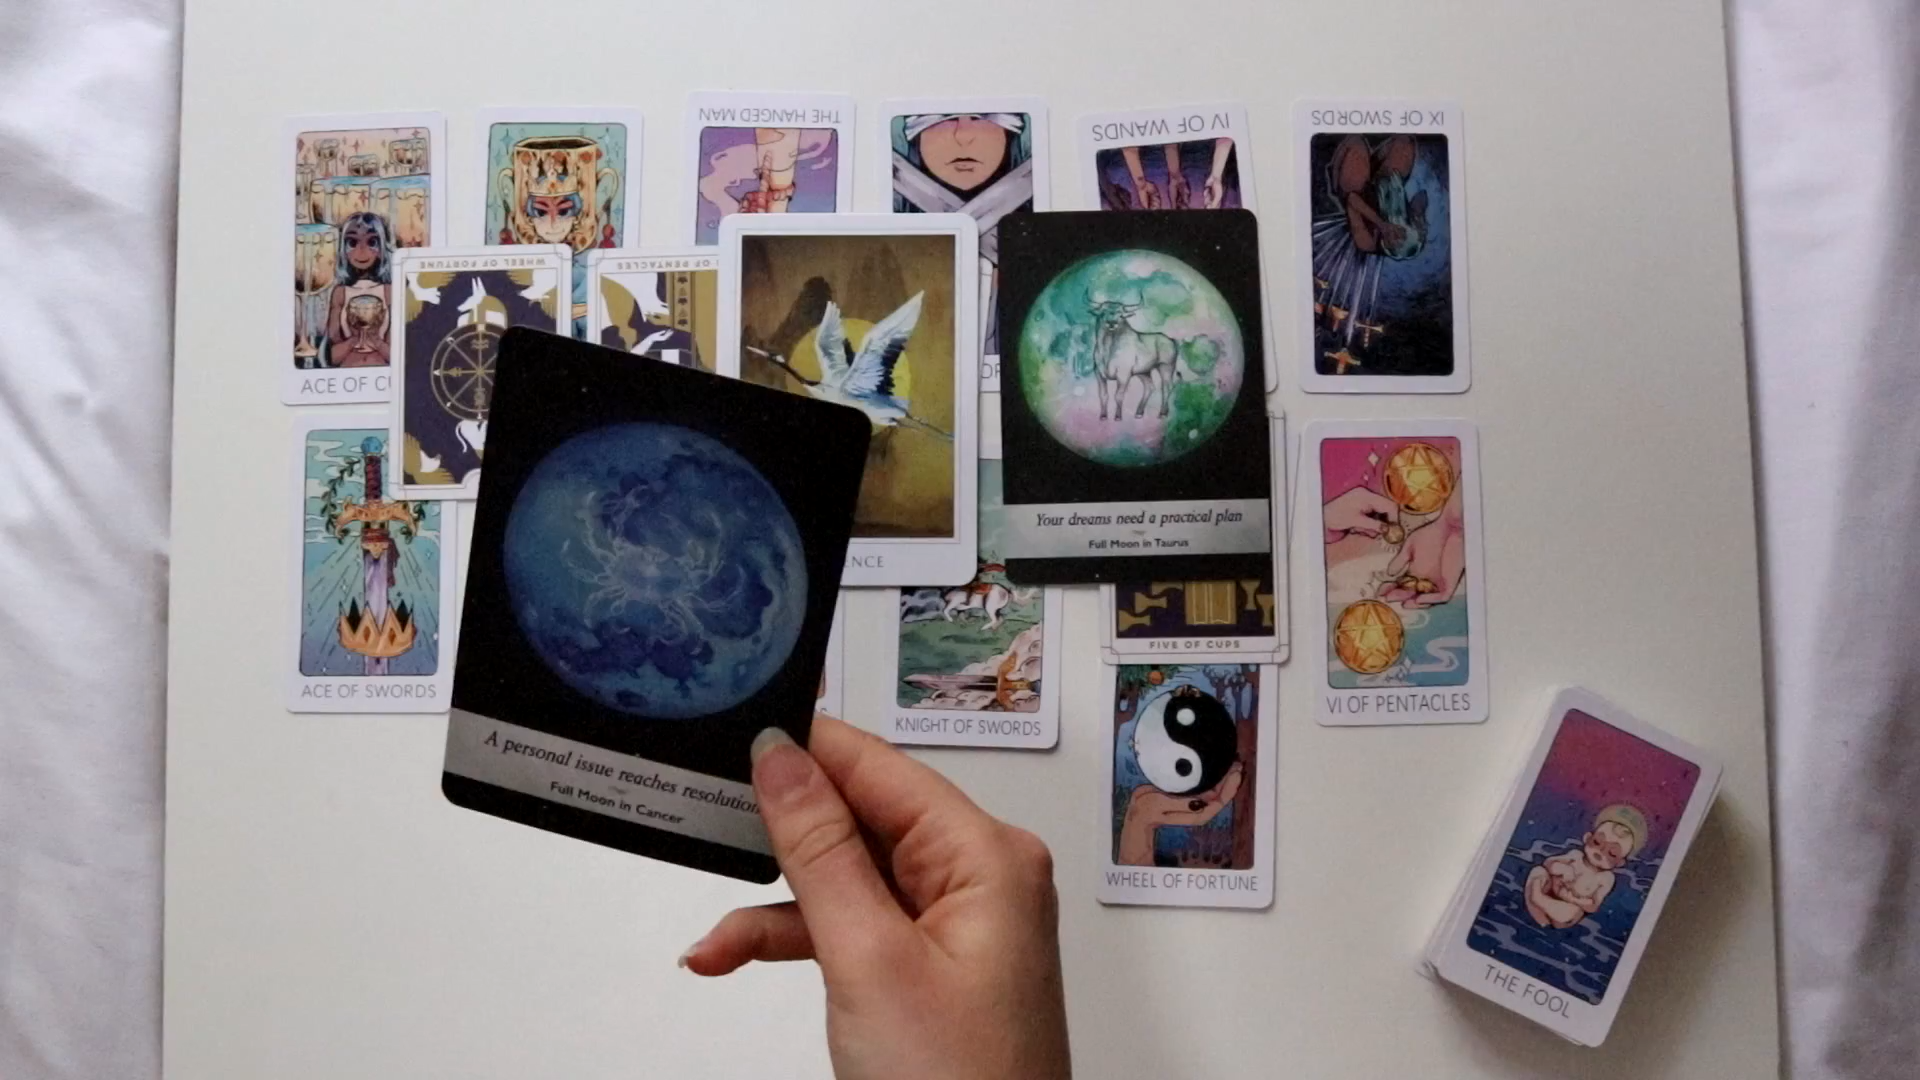 THE HANGED MAN
IV OF WANDS
IX OF SWORDS
WHEEL OF FORTUNE
OF PENTACLES
ACE OF
Your dreams need a practical plan
Full Moon in Taurus
FIVE OF CUPS
ACE OF SWORDS
KNIGHT OF SWORDS
VI OF PENTACLES
A personal issue reaches resolution
Full Moon in Cancer
WHEEL OF FORTUNE
THE FOOL